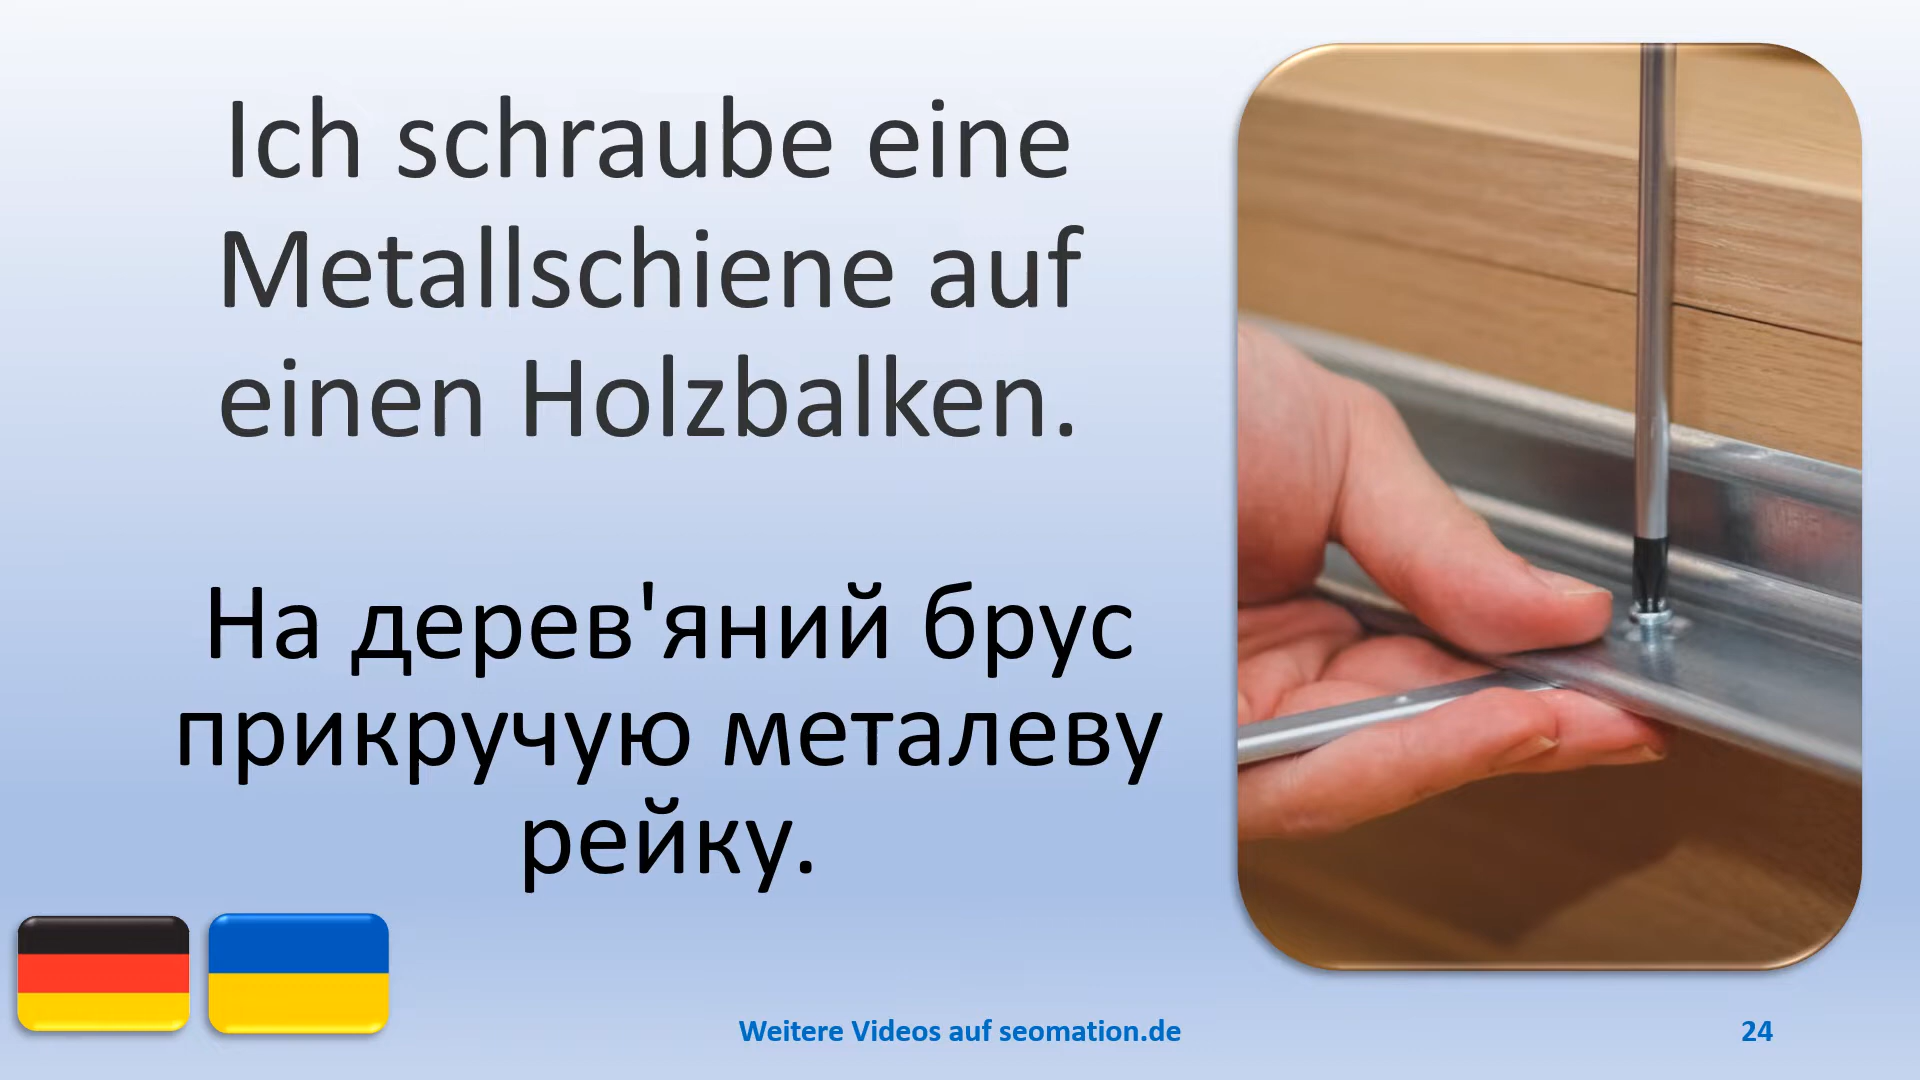 Ich schraube eine
Metallschiene auf
einen Holzbalken.
На дерев'яний брус
прикручую металеву
рейку.
Weitere Videos auf seomation.de
24